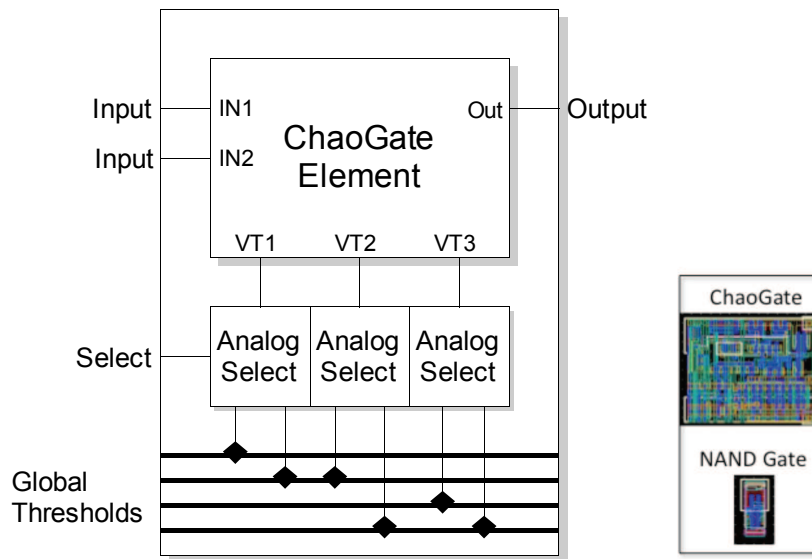 Input
IN1
Out
Output
ChaoGate
Element
Input
IN2
VT1 VT2 VT3
Select
Analog Analog Analog
Select Select Select
Global
Thresholds
ChaoGate
NAND Gate